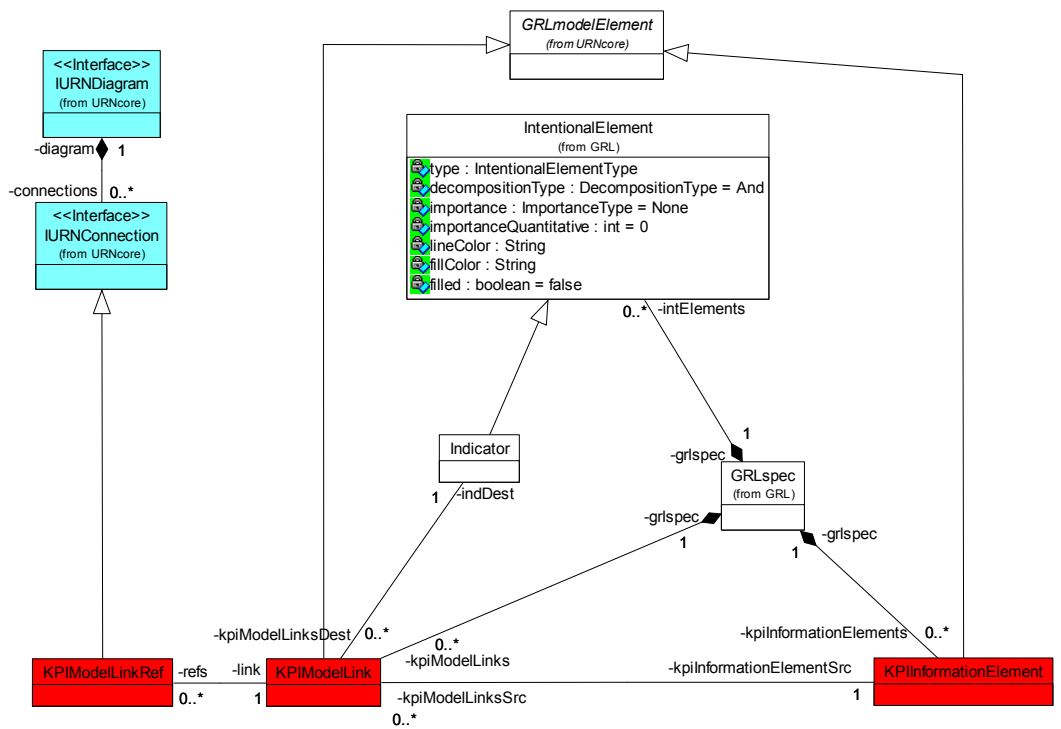 GRLmodelElement
(from URNcore)
<<Interface>>
IURNDiagram
(from URNcore)
-diagram
1
-connections
0..*
<<Interface>>
IURNConnection
(from URNcore)
IntentionalElement
(from GRL)
type : IntentionalElementType
decompositionType : DecompositionType = And
importance : ImportanceType = None
importanceQuantitative : int = 0
lineColor : String
fillColor : String
filled : boolean = false
0..*
-intElements
Indicator
1
-indDest
1
-grlspec
GRLspec
(from GRL)
-grlspec
1
-grlspec
1
-kpiModelLinksDest
0..*
0..*
-kpiModelLinks
-kpiInformationElements
0..*
KPIModelLinkRef
-refs
0..*
-link
1
KPIModelLink
-kpiModelLinksSrc
0..*
-kpiInformationElementSrc
1
KPIInformationElement